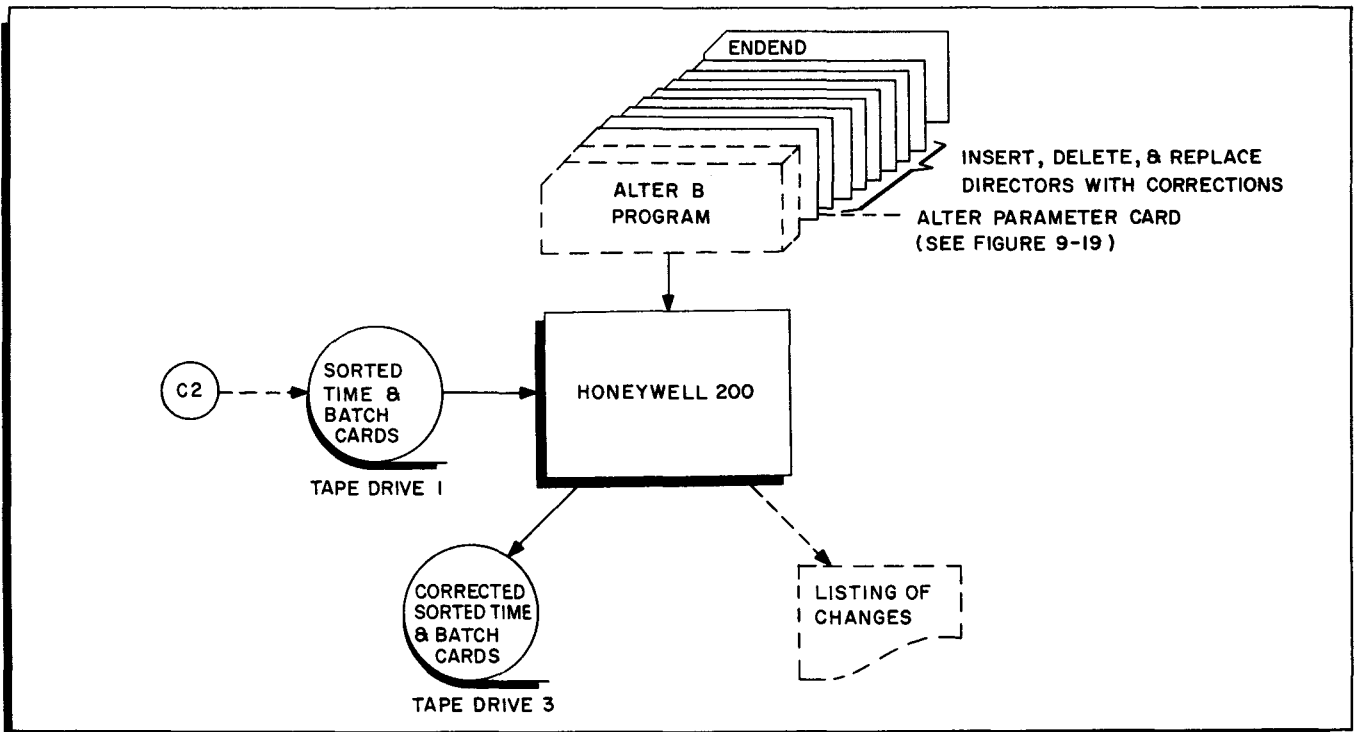 ENDEND
INSERT, DELETE, & REPLACE
DIRECTORS WITH CORRECTIONS
ALTER B
PROGRAM
ALTER PARAMETER CARD
(SEE FIGURE 9-19)
C2
SORTED
TIME &
BATCH
CARDS
TAPE DRIVE 1
HONEYWELL 200
CORRECTED
SORTED TIME
& BATCH
CARDS
TAPE DRIVE 3
LISTING OF
CHANGES